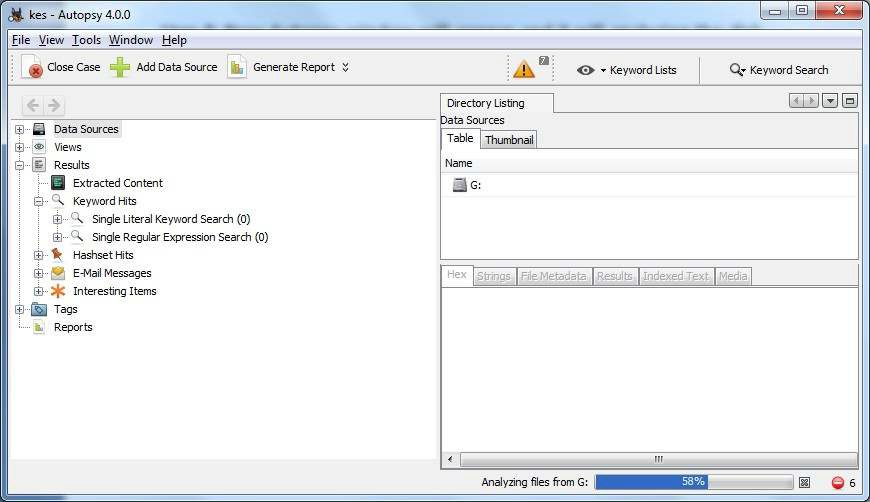 kes - Autopsy 4.0.0
File View Tools Window Help
Close Case Add Data Source Generate Report 7 Keyword Lists Keyword Search
Directory Listing
Data Sources
Table Thumbnail
Name
G:
Data Sources
Views
Results
Extracted Content
Keyword Hits
Single Literal Keyword Search (0)
Single Regular Expression Search (0)
Hashset Hits
E-Mail Messages
Interesting Items
Tags
Reports
Hex Strings File Metadata Results Indexed Text Media
Analyzing files from G: 58% 6